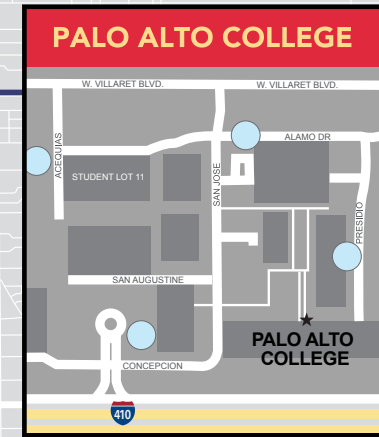 PALO ALTO COLLEGE
W. VILLARET BLVD.
W. VILLARET BLVD.
ALAMO DR
ACEQUIAS
STUDENT LOT 11
SAN JOSE
PRESIDIO
SAN AUGUSTINE
PALO ALTO
COLLEGE
CONCEPCION
410